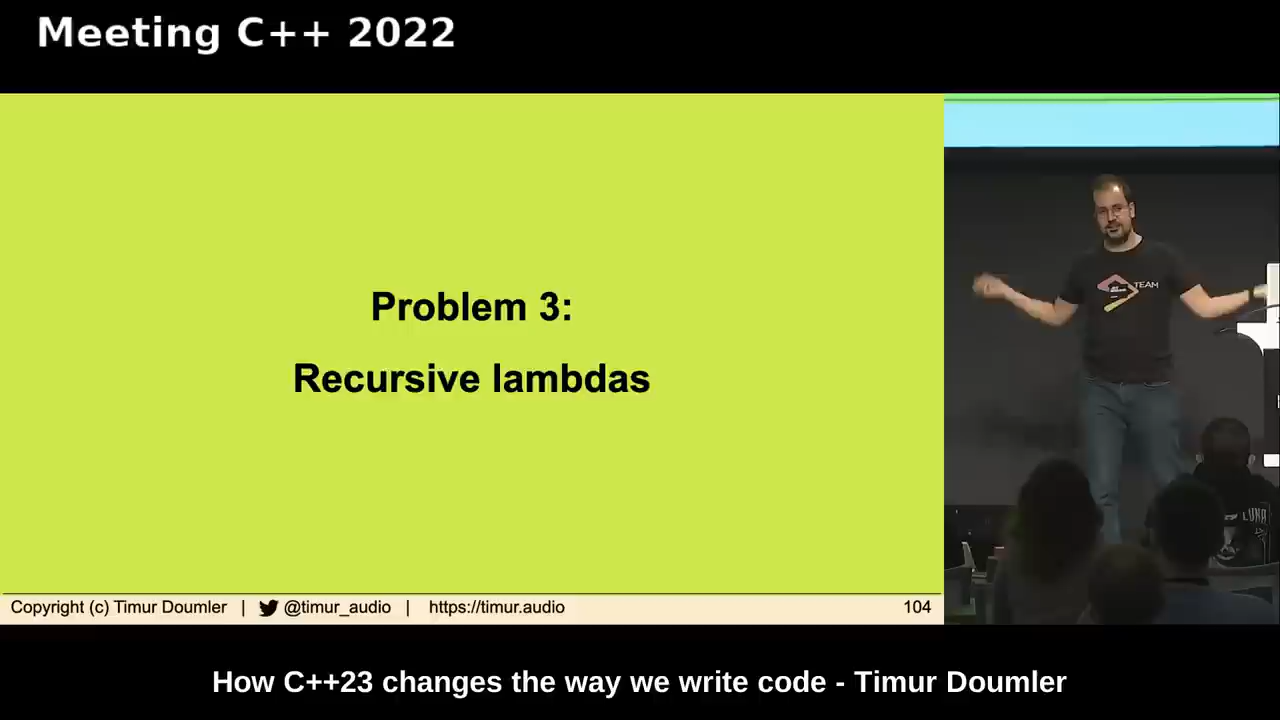 Meeting C++ 2022
Problem 3:
Recursive lambdas
TEAM
LUNA
Copyright (c) Timur Doumler | @timur_audio | https://timur.audio 104
How C++23 changes the way we write code - Timur Doumler